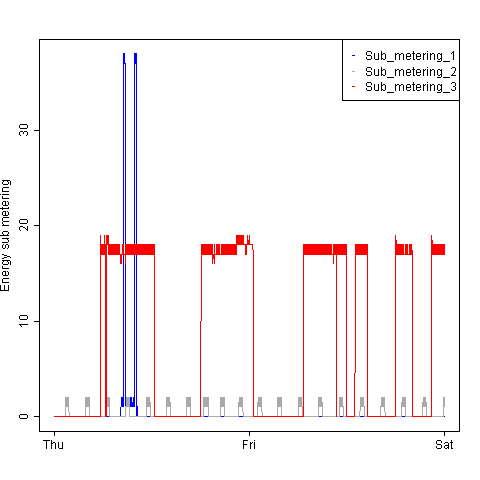 Sub_metering_1
Sub_metering_2
Sub_metering_3
Energy sub metering
30
20
10
0
Thu Fri Sat